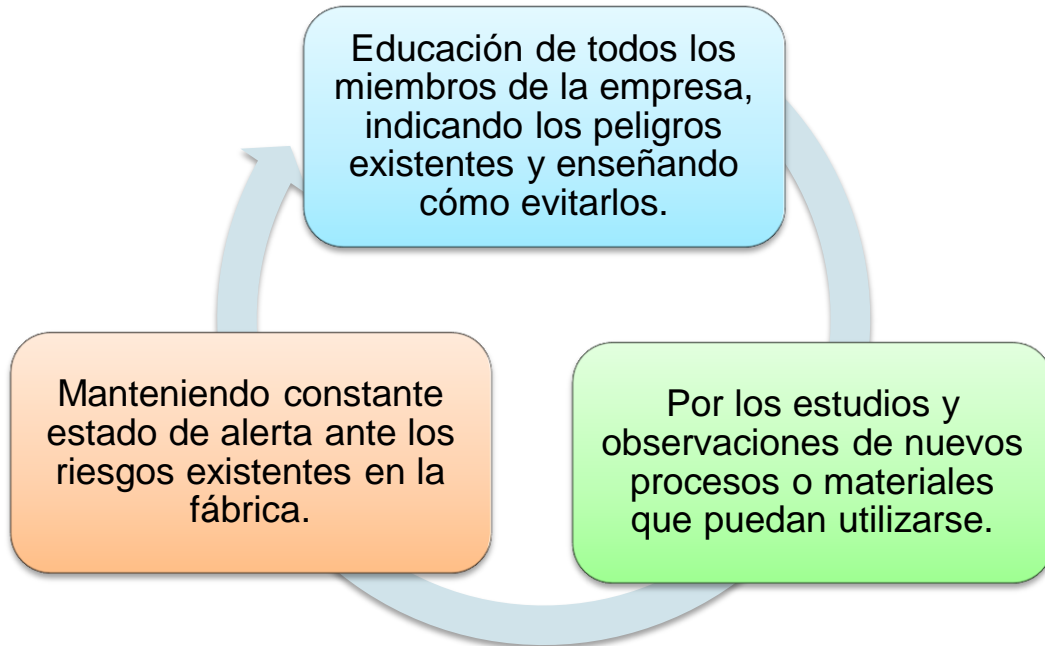 Educación de todos los
miembros de la empresa,
indicando los peligros
existentes y enseñando
cómo evitarlos.
Manteniendo constante
estado de alerta ante los
riesgos existentes en la
fábrica.
Por los estudios y
observaciones de nuevos
procesos o materiales
que puedan utilizarse.